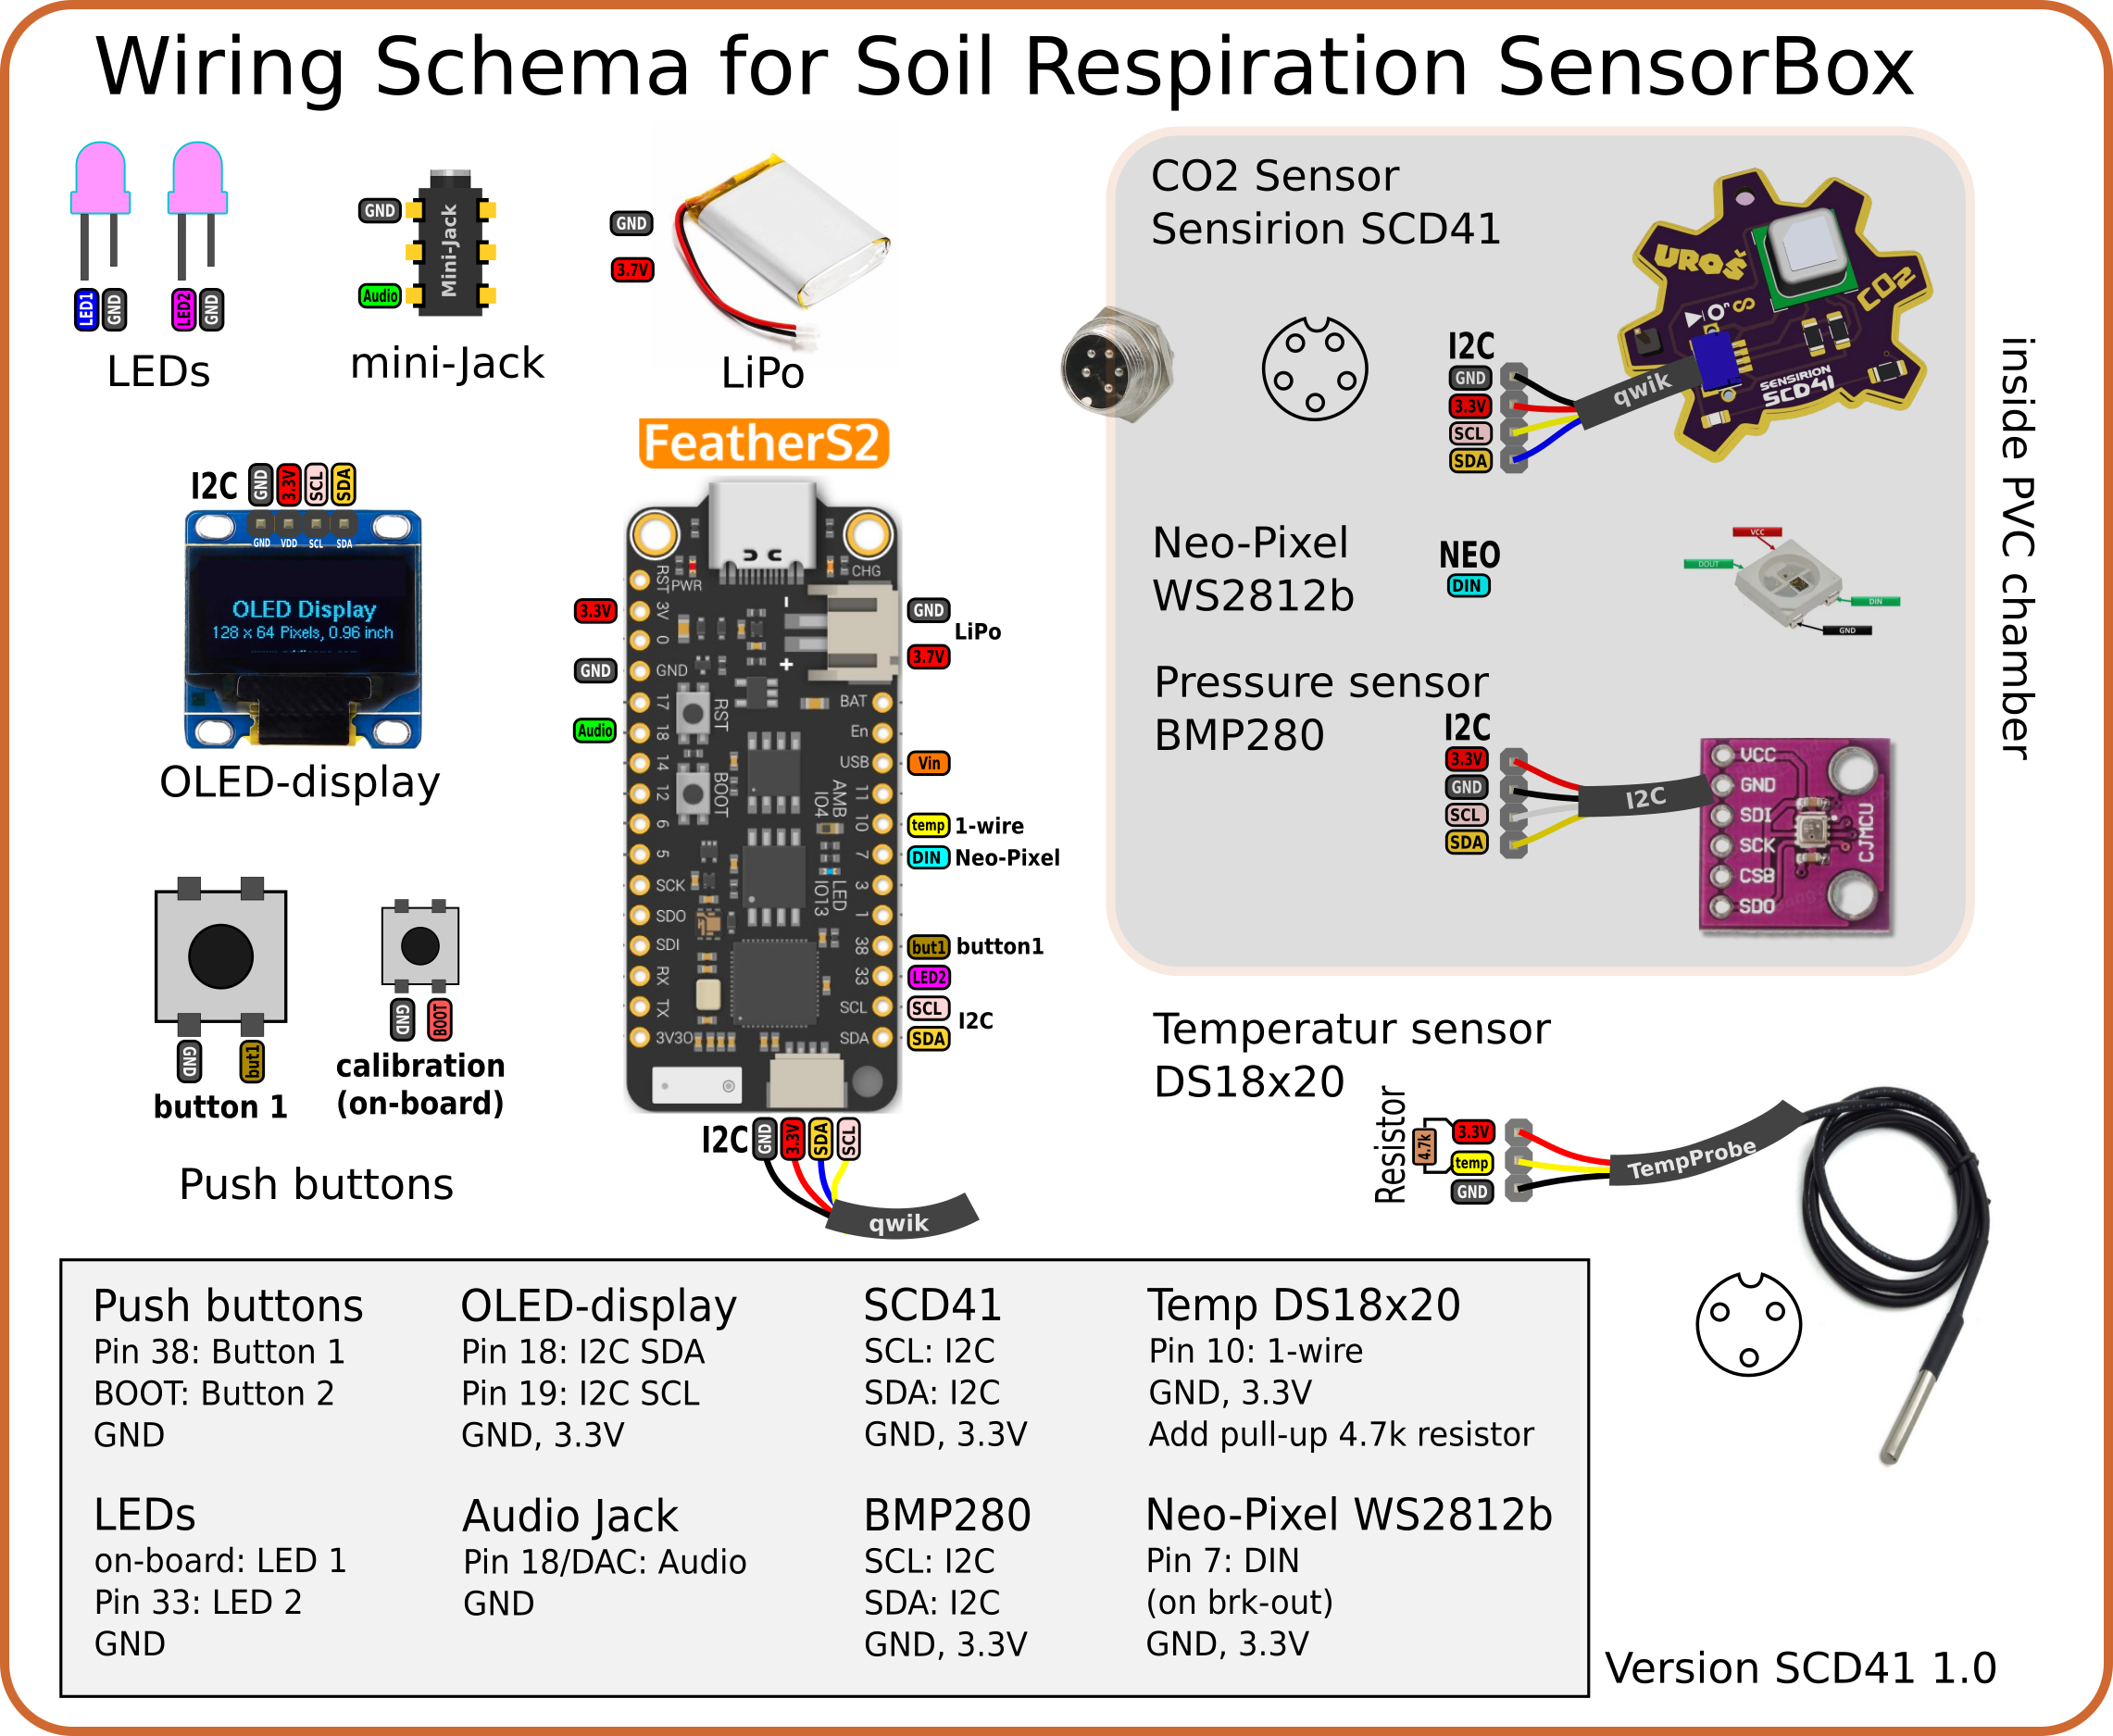 Wiring Schema for Soil Respiration SensorBox
LED1
GND
LED2
GND
LEDs
GND
Audio
Mini-Jack
mini-Jack
GND
3.7V
LiPo
I2C
GND
3.3V
SCL
SDA
GND VDD SCL SDA
OLED Display
128 x 64 Pixels, 0.96 inch
OLED-display
GND
but1
button 1
GND
BOOT
calibration
(on-board)
Push buttons
FeatherS2
3.3V
GND
Audio
RST
PWR
3V
0
GND
17
18
14
12
6
5
SCK
SDO
SDI
RX
TX
3V3O
RST
BOOT
CHG
-
+
BAT
En
USB
11
10
7
3
1
38
33
SCL
SDA
AMB
IO4
LED
IO13
GND
LiPo
3.7V
Vin
temp 1-wire
DIN Neo-Pixel
but1 button1
LED2
SCL
I2C
SDA
I2C
GND
3.3V
SDA
SCL
qwik
CO2 Sensor
Sensirion SCD41
I2C
GND
3.3V
SCL
SDA
qwik
UROS
CO2
SENSIRION
SCD41
Neo-Pixel
WS2812b
NEO
DIN
VCC
DOUT
DIN
GND
Pressure sensor
BMP280
I2C
3.3V
GND
SCL
SDA
I2C
VCC
GND
SDI
SCK
CSB
SDO
CJMCU
inside PVC chamber
Temperatur sensor
DS18x20
Resistor
4.7k
3.3V
temp
GND
TempProbe
Push buttons
Pin 38: Button 1
BOOT: Button 2
GND
OLED-display
Pin 18: I2C SDA
Pin 19: I2C SCL
GND, 3.3V
SCD41
SCL: I2C
SDA: I2C
GND, 3.3V
Temp DS18x20
Pin 10: 1-wire
GND, 3.3V
Add pull-up 4.7k resistor
LEDs
on-board: LED 1
Pin 33: LED 2
GND
Audio Jack
Pin 18/DAC: Audio
GND
BMP280
SCL: I2C
SDA: I2C
GND, 3.3V
Neo-Pixel WS2812b
Pin 7: DIN
(on brk-out)
GND, 3.3V
Version SCD41 1.0